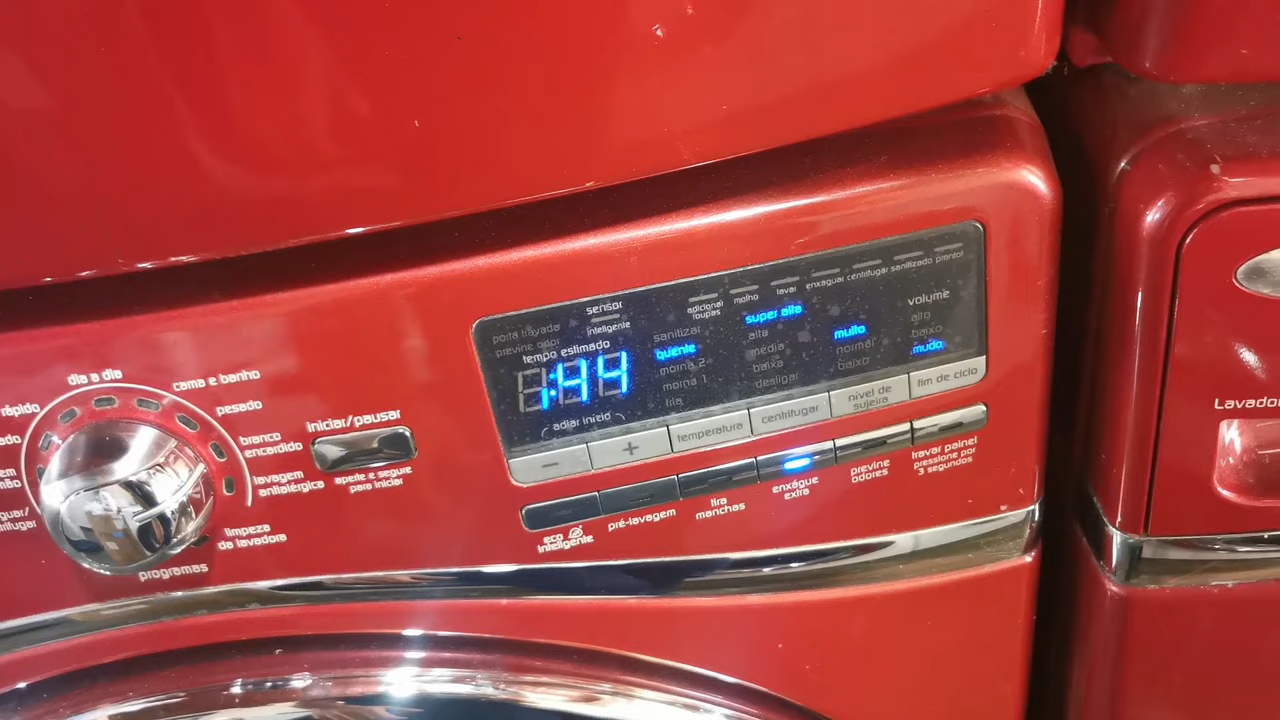 dia a dia
cama e banho
rápido
pesado
branco
encardido
lavagem
antialérgica
limpeza
da lavadora
programas
iniciar/pausar
aperte e segure
para iniciar
porta travada
previne odor
sensor
inteligente
tempo estimado
1:44
adiar início
sanitizar
quente
morna 2
morna 1
fria
adicional
roupas
molho
lavar
enxaguar
centrifugar
sanitizado
pronto!
super alta
alta
média
baixa
desligar
muito
normal
baixo
volume
alto
baixo
mudo
-
+
temperatura
centrifugar
nível de
sujeira
fim de ciclo
eco
inteligente
pré-lavagem
tira
manchas
enxágue
extra
previne
odores
travar painel
pressione por
3 segundos